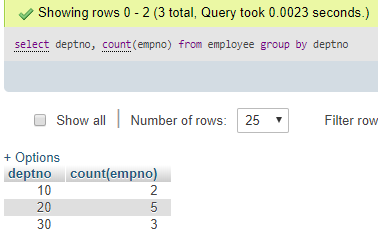 Showing rows 0 - 2 (3 total, Query took 0.0023 seconds.)
select deptno, count(empno) from employee group by deptno
Show all Number of rows: 25 Filter row
+ Options
deptno count(empno)
10 2
20 5
30 3